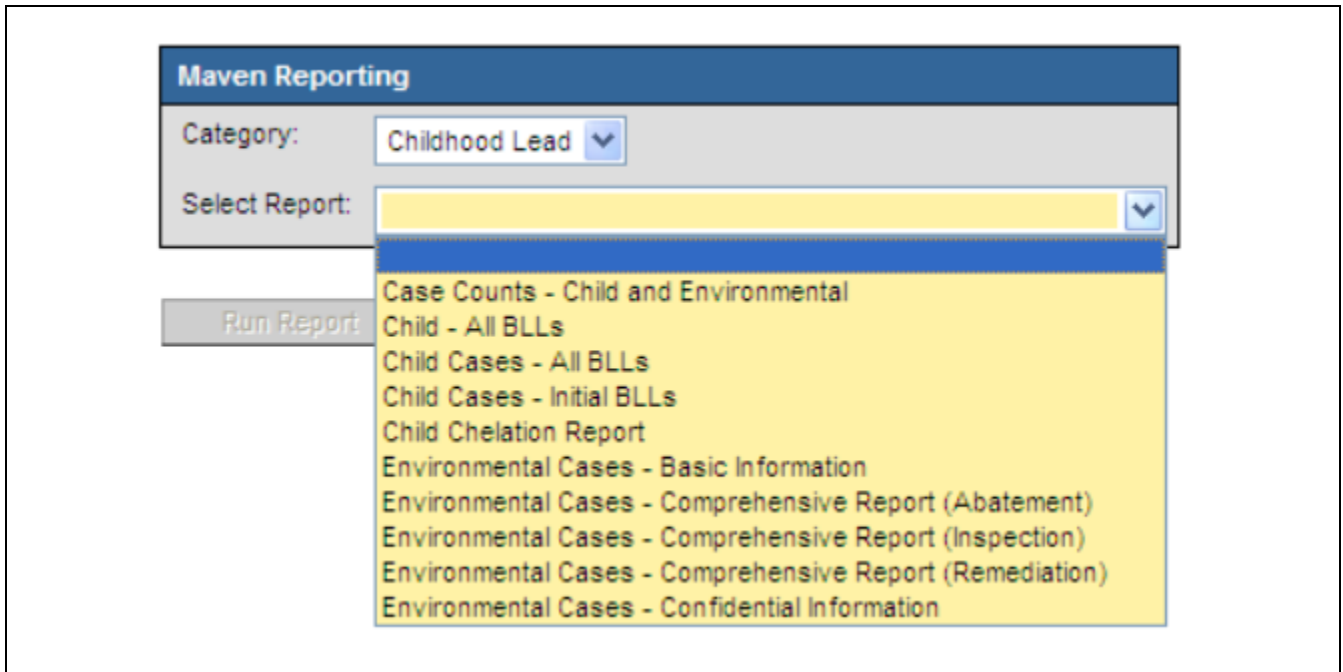 Maven Reporting
Category: Childhood Lead
Select Report:
Case Counts - Child and Environmental
Run Report
Child - All BLLs
Child Cases - All BLLs
Child Cases - Initial BLLs
Child Chelation Report
Environmental Cases - Basic Information
Environmental Cases - Comprehensive Report (Abatement)
Environmental Cases - Comprehensive Report (Inspection)
Environmental Cases - Comprehensive Report (Remediation)
Environmental Cases - Confidential Information